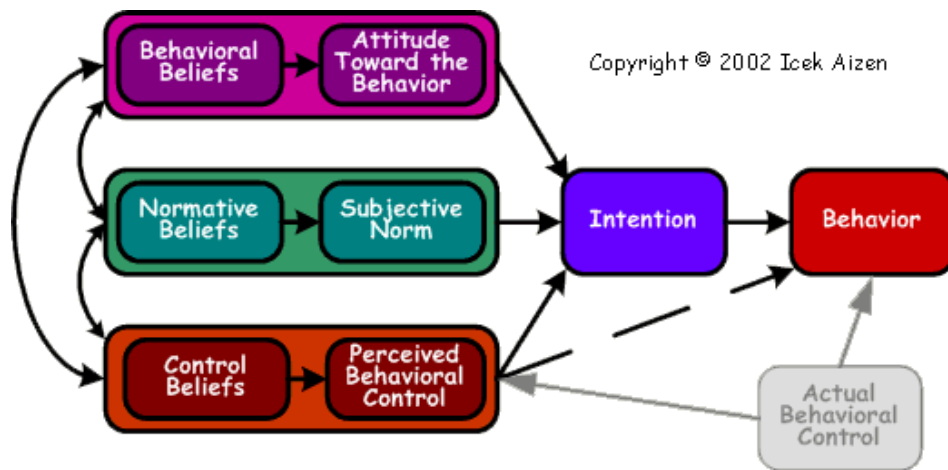 Behavioral
Beliefs
Attitude
Toward the
Behavior
Copyright © 2002 Icek Aizen
Normative
Beliefs
Subjective
Norm
Intention
Behavior
Control
Beliefs
Perceived
Behavioral
Control
Actual
Behavioral
Control